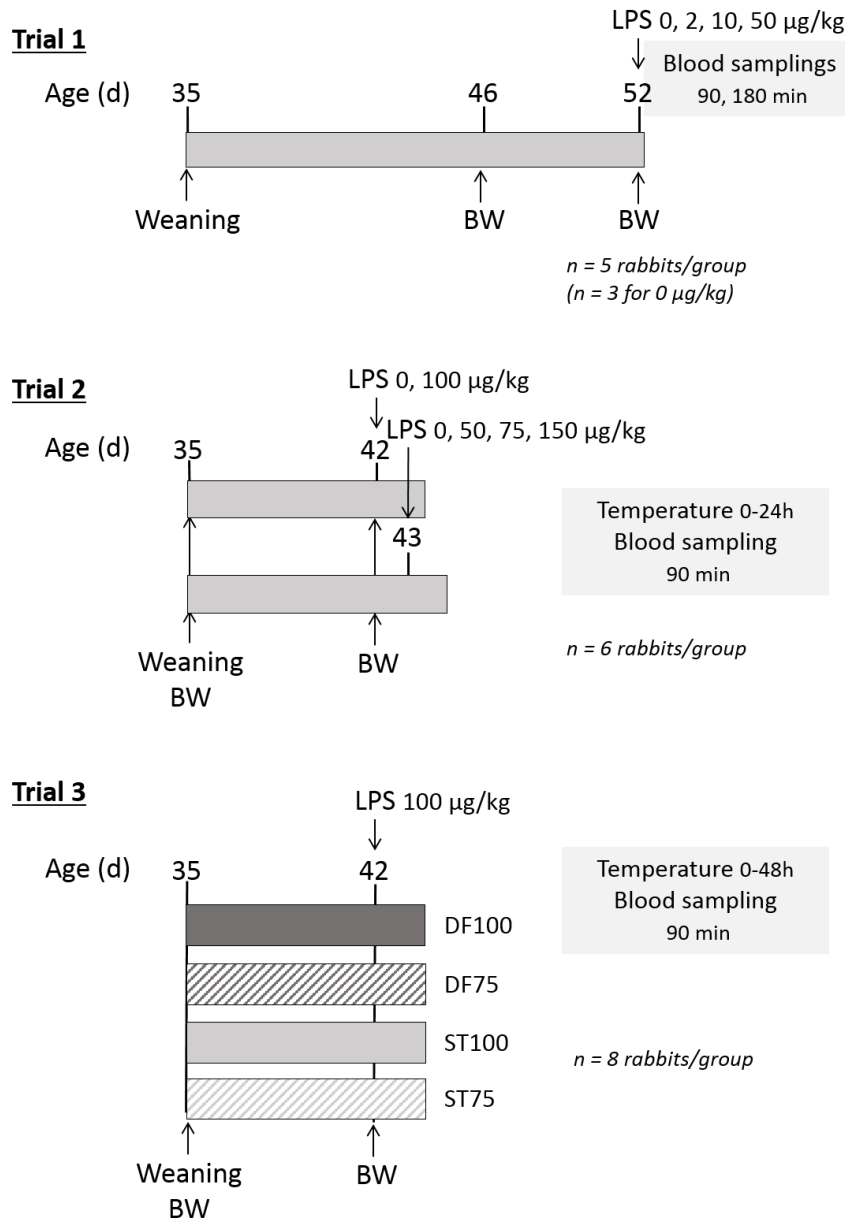 LPS 0, 2, 10, 50 µg/kg
Trial 1
Blood samplings
90, 180 min
Age (d)
35
46
52
Weaning
BW
BW
n = 5 rabbits/group
(n = 3 for 0 µg/kg)
LPS 0, 100 µg/kg
Trial 2
LPS 0, 50, 75, 150 µg/kg
Age (d)
35
42
Temperature 0-24h
Blood sampling
90 min
43
Weaning
BW
BW
n = 6 rabbits/group
Trial 3
LPS 100 µg/kg
Age (d)
35
42
Temperature 0-48h
Blood sampling
90 min
DF100
DF75
ST100
ST75
n = 8 rabbits/group
Weaning
BW
BW